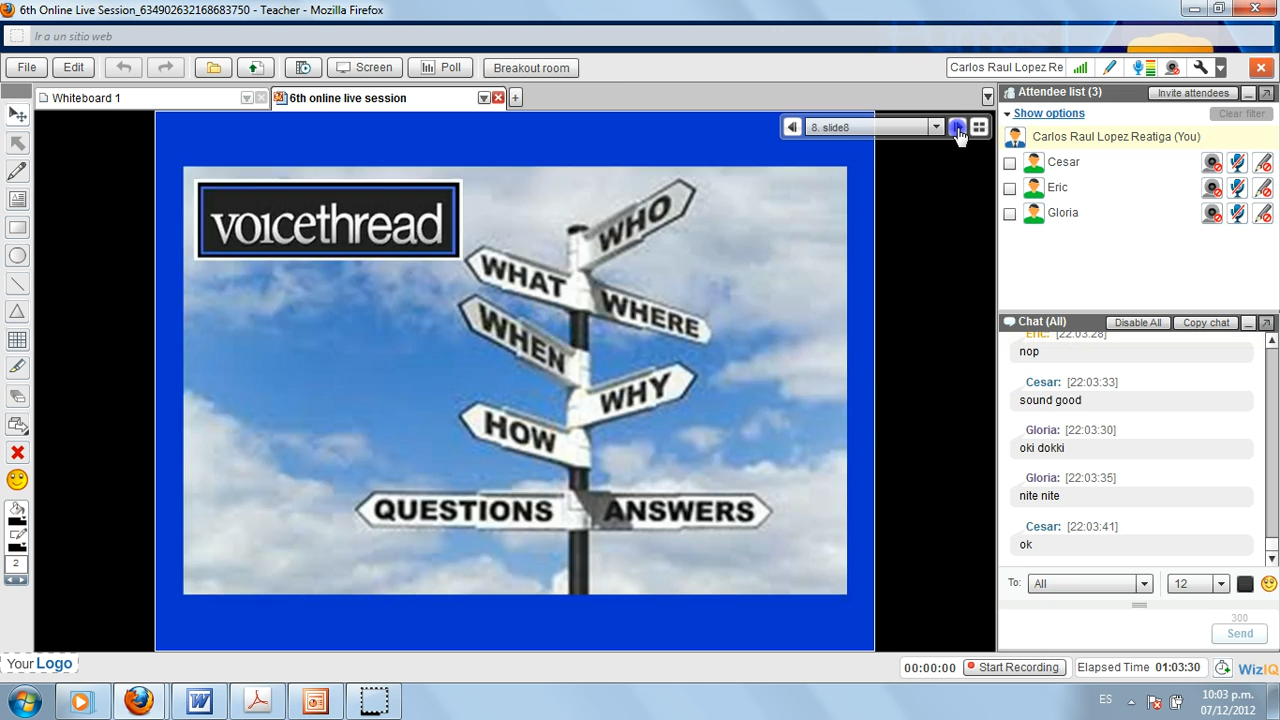 6th Online Live Session_634902632168683750 - Teacher - Mozilla Firefox
Ir a un sitio web
File Edit Screen Poll Breakout room Carlos Raul Lopez Re
Whiteboard 1 6th online live session
8. slide8
voicethread
WHO
WHAT
WHERE
WHEN
WHY
HOW
QUESTIONS ANSWERS
Attendee list (3) Invite attendees
Show options Clear filter
Carlos Raul Lopez Reatiga (You)
Cesar
Eric
Gloria
Chat (All) Disable All Copy chat
Eric: [22:03:28]
nop
Cesar: [22:03:33]
sound good
Gloria: [22:03:30]
oki dokki
Gloria: [22:03:35]
nite nite
Cesar: [22:03:41]
ok
To: All 12
300
Send
2
Your Logo
00:00:00 Start Recording Elapsed Time 01:03:30 WizIQ
ES 10:03 p.m.
07/12/2012